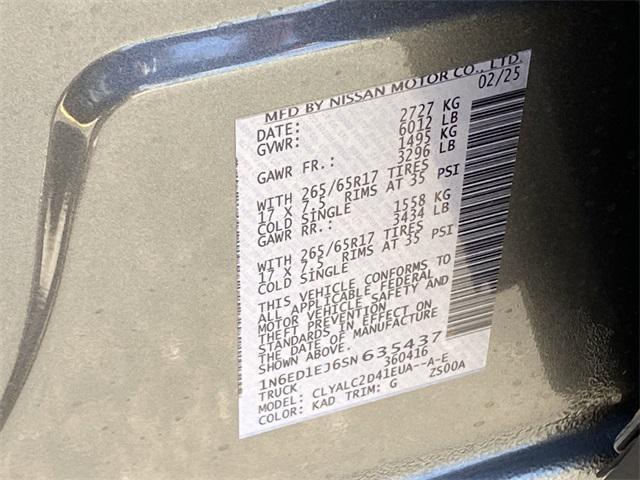 MFD BY NISSAN MOTOR CO., LTD.
DATE: 02/25
GVWR: 2727 KG
6012 LB
GAWR FR.: 1495 KG
3296 LB
WITH 265/65R17 TIRES
17 X 7.5 RIMS AT 35 PSI
COLD SINGLE
GAWR RR.: 1558 KG
3434 LB
WITH 265/65R17 TIRES
17 X 7.5 RIMS AT 35 PSI
COLD SINGLE
THIS VEHICLE CONFORMS TO
ALL APPLICABLE FEDERAL
MOTOR VEHICLE SAFETY AND
THEFT PREVENTION
STANDARDS IN EFFECT ON
THE DATE OF MANUFACTURE
SHOWN ABOVE.
1N6ED1EJ6SN635437
TRUCK 360416
MODEL: CLYALC2D41EUA--A-E
COLOR: KAD TRIM: G ZS00A